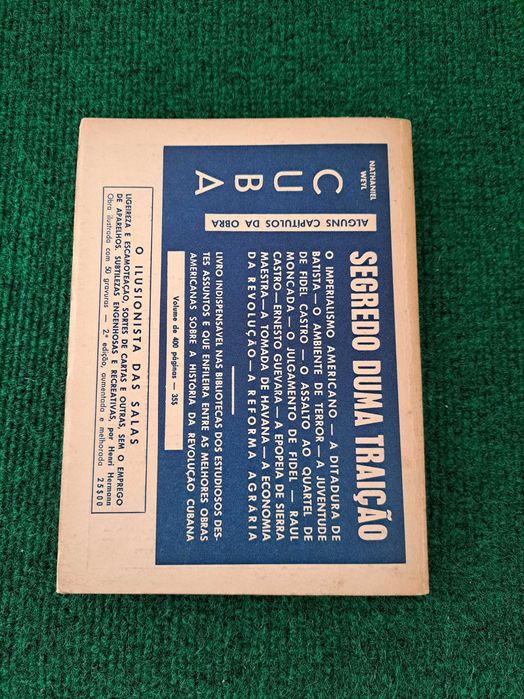 NATHANIEL
WEYL
CUBA
ALGUNS CAPÍTULOS DA OBRA
SEGREDO DUMA TRAIÇÃO
O IMPERIALISMO AMERICANO — A DITADURA DE
BATISTA — O AMBIENTE DE TERROR — A JUVENTUDE
DE FIDEL CASTRO — O ASSALTO AO QUARTEL DE
MONCADA — O JULGAMENTO DE FIDEL — RAUL
CASTRO — ERNESTO GUEVARA — A EPOPEIA DE SIERRA
MAESTRA — A TOMADA DE HAVANA — A ECONOMIA
DA REVOLUÇÃO — A REFORMA AGRÁRIA
LIVRO INDISPENSÁVEL NAS BIBLIOTECAS DOS ESTUDIOSOS DES-
TES ASSUNTOS E QUE ENFILEIRA ENTRE AS MELHORES OBRAS
AMERICANAS SOBRE A HISTÓRIA DA REVOLUÇÃO CUBANA
Volume de 400 páginas — 35$
O ILUSIONISTA DAS SALAS
LIGEIREZA E ESCAMOTEAÇÃO, SORTES DE CARTAS E OUTRAS, SEM O EMPREGO
DE APARELHOS. SUBTILEZAS ENGENHOSAS E RECREATIVAS, por Henri Hermann
Obra ilustrada com 50 gravuras — 2.ª edição, aumentada e melhorada
25$00